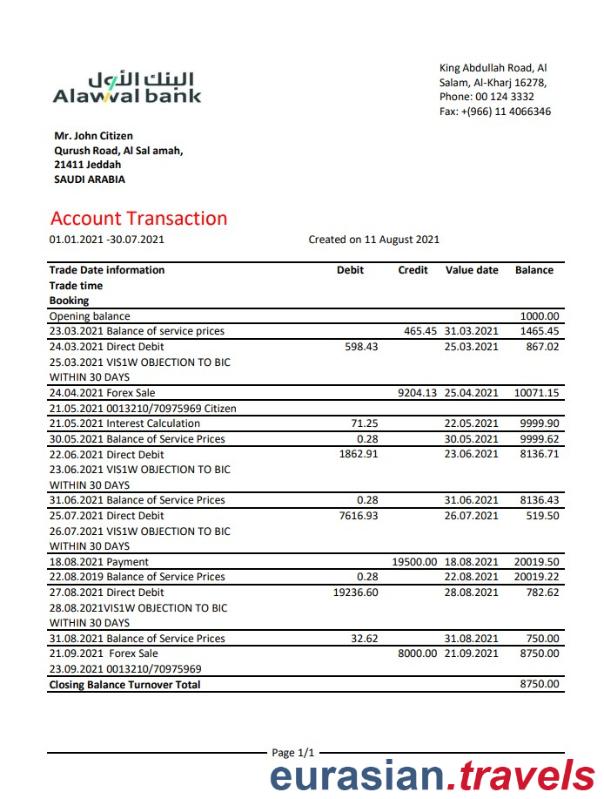 البنك الأول
Alawwal bank
King Abdullah Road, Al
Salam, Al-Kharj 16278,
Phone: 00 124 3332
Fax: +(966) 11 4066346
Mr. John Citizen
Qurush Road, Al Sal amah,
21411 Jeddah
SAUDI ARABIA
Account Transaction
01.01.2021 -30.07.2021 Created on 11 August 2021
Trade Date information Debit Credit Value date Balance
Trade time
Booking
Opening balance 1000.00
23.03.2021 Balance of service prices 465.45 31.03.2021 1465.45
24.03.2021 Direct Debit 598.43 25.03.2021 867.02
25.03.2021 VIS1W OBJECTION TO BIC
WITHIN 30 DAYS
24.04.2021 Forex Sale 9204.13 25.04.2021 10071.15
21.05.2021 0013210/70975969 Citizen
21.05.2021 Interest Calculation 71.25 22.05.2021 9999.90
30.05.2021 Balance of Service Prices 0.28 30.05.2021 9999.62
22.06.2021 Direct Debit 1862.91 23.06.2021 8136.71
23.06.2021 VIS1W OBJECTION TO BIC
WITHIN 30 DAYS
31.06.2021 Balance of Service Prices 0.28 31.06.2021 8136.43
25.07.2021 Direct Debit 7616.93 26.07.2021 519.50
26.07.2021 VIS1W OBJECTION TO BIC
WITHIN 30 DAYS
18.08.2021 Payment 19500.00 18.08.2021 20019.50
22.08.2019 Balance of Service Prices 0.28 22.08.2021 20019.22
27.08.2021 Direct Debit 19236.60 28.08.2021 782.62
28.08.2021VIS1W OBJECTION TO BIC
WITHIN 30 DAYS
31.08.2021 Balance of Service Prices 32.62 31.08.2021 750.00
21.09.2021 Forex Sale 8000.00 21.09.2021 8750.00
23.09.2021 0013210/70975969
Closing Balance Turnover Total 8750.00
Page 1/1
eurasian.travels